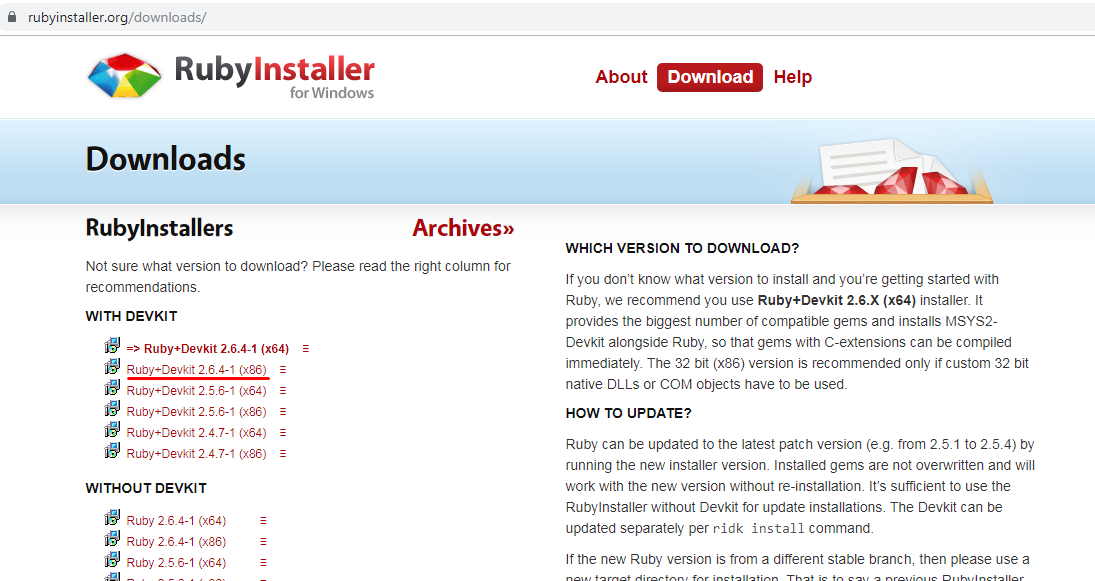 rubyinstaller.org/downloads/
RubyInstaller
for Windows
About Download Help
Downloads
RubyInstallers
Archives»
Not sure what version to download? Please read the right column for
recommendations.
WITH DEVKIT
=> Ruby+Devkit 2.6.4-1 (x64)
Ruby+Devkit 2.6.4-1 (x86)
Ruby+Devkit 2.5.6-1 (x64)
Ruby+Devkit 2.5.6-1 (x86)
Ruby+Devkit 2.4.7-1 (x64)
Ruby+Devkit 2.4.7-1 (x86)
WITHOUT DEVKIT
Ruby 2.6.4-1 (x64)
Ruby 2.6.4-1 (x86)
Ruby 2.5.6-1 (x64)
WHICH VERSION TO DOWNLOAD?
If you don’t know what version to install and you’re getting started with
Ruby, we recommend you use Ruby+Devkit 2.6.X (x64) installer. It
provides the biggest number of compatible gems and installs MSYS2-
Devkit alongside Ruby, so that gems with C-extensions can be compiled
immediately. The 32 bit (x86) version is recommended only if custom 32 bit
native DLLs or COM objects have to be used.
HOW TO UPDATE?
Ruby can be updated to the latest patch version (e.g. from 2.5.1 to 2.5.4) by
running the new installer version. Installed gems are not overwritten and will
work with the new version without re-installation. It’s sufficient to use the
RubyInstaller without Devkit for update installations. The Devkit can be
updated separately per ridk install command.
If the new Ruby version is from a different stable branch, then please use a
new target directory for installation. That is to say a previous RubyInstaller